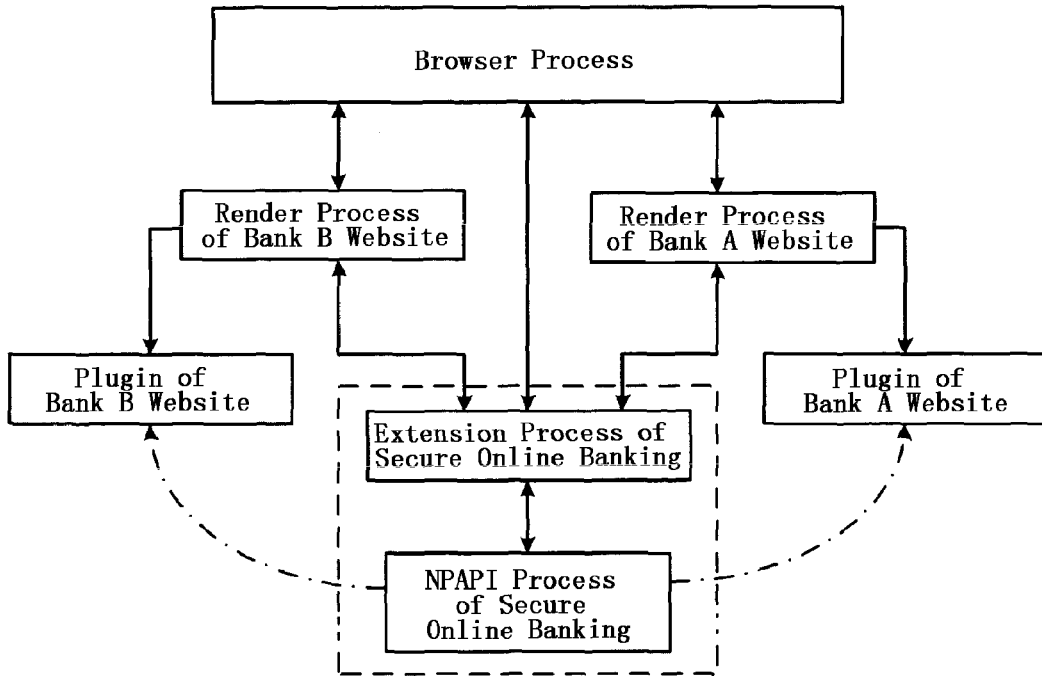 Browser Process
Render Process
of Bank B Website
Render Process
of Bank A Website
Plugin of
Bank B Website
Plugin of
Bank A Website
Extension Process of
Secure Online Banking
NPAPI Process
of Secure
Online Banking